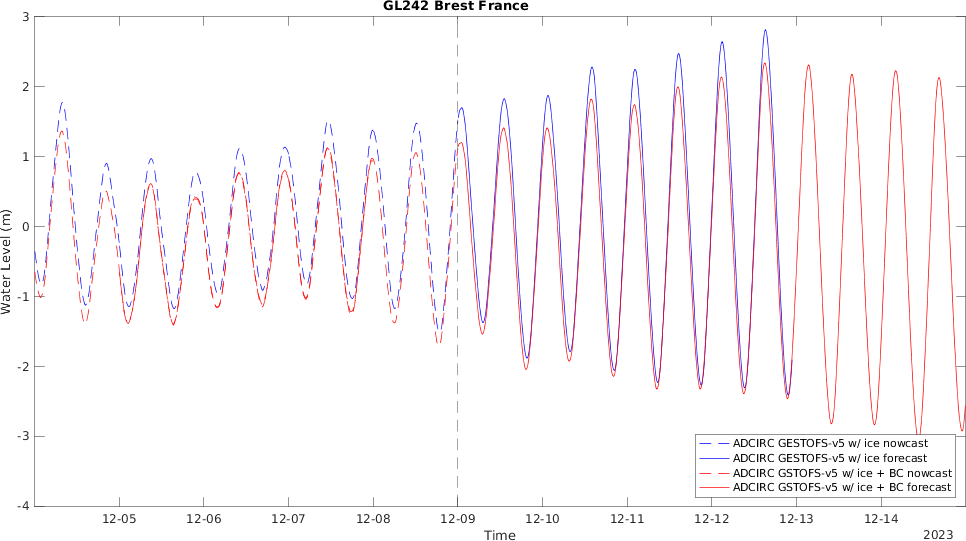 GL242 Brest France
3
2
1
0
-1
-2
-3
-4
Water Level (m)
12-05 12-06 12-07 12-08 12-09 12-10 12-11 12-12 12-13 12-14
Time
2023
ADCIRC GESTOFS-v5 w/ ice nowcast
ADCIRC GESTOFS-v5 w/ ice forecast
ADCIRC GSTOFS-v5 w/ ice + BC nowcast
ADCIRC GSTOFS-v5 w/ ice + BC forecast